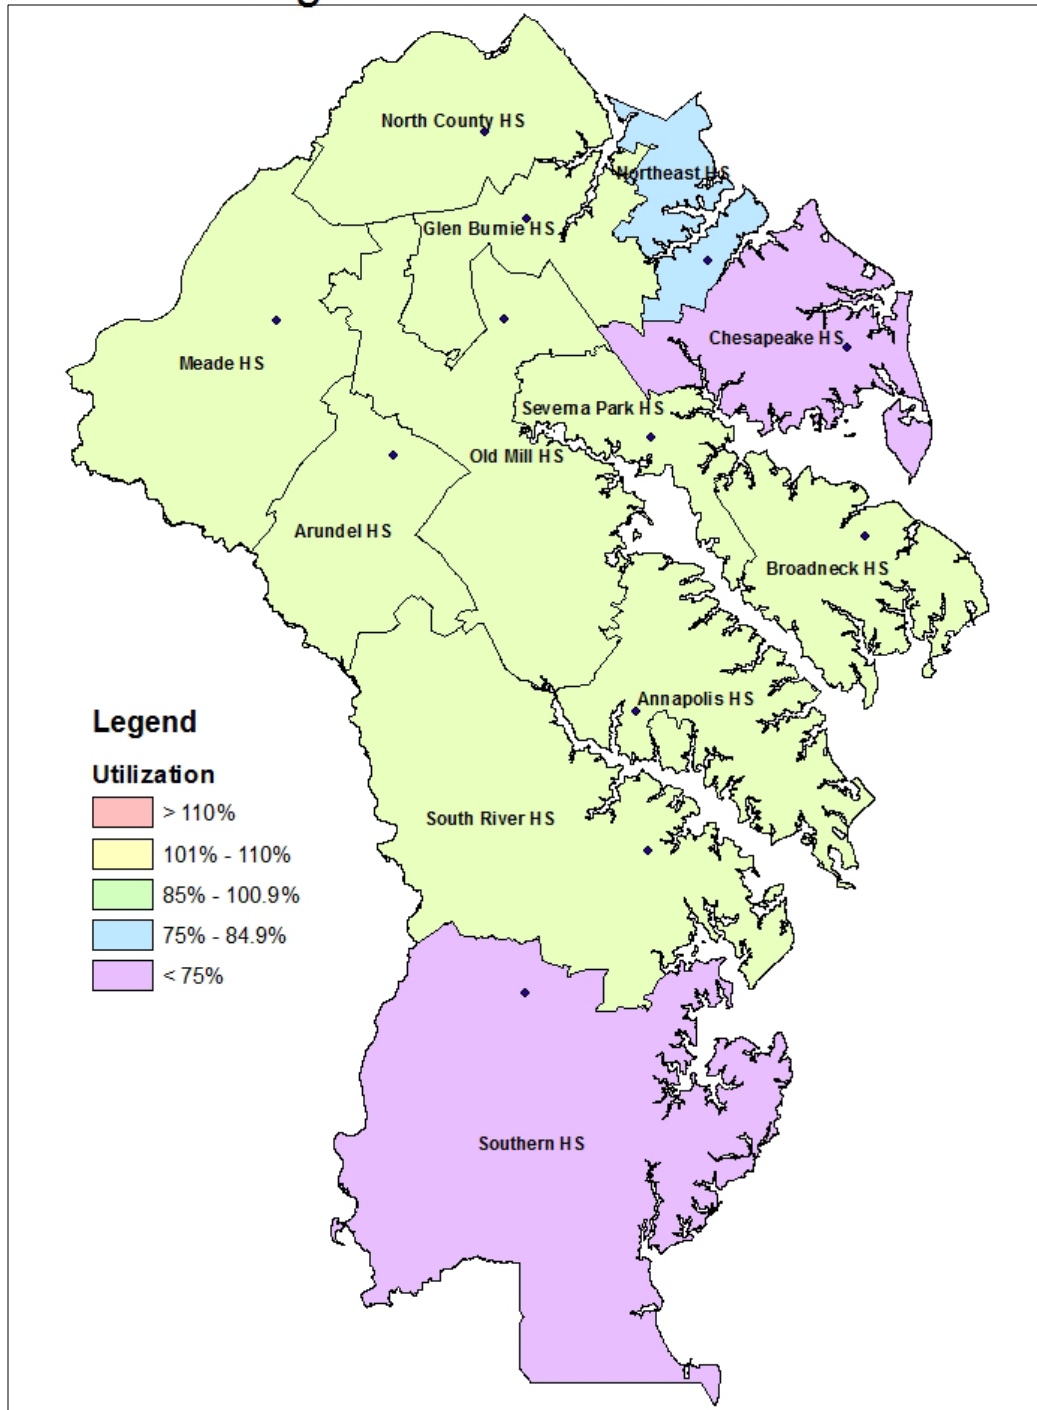 North County HS
Northeast HS
Glen Burnie HS
Chesapeake HS
Meade HS
Severna Park HS
Old Mill HS
Arundel HS
Broadneck HS
Annapolis HS
Legend
Utilization
> 110%
101% - 110%
85% - 100.9%
75% - 84.9%
< 75%
South River HS
Southern HS